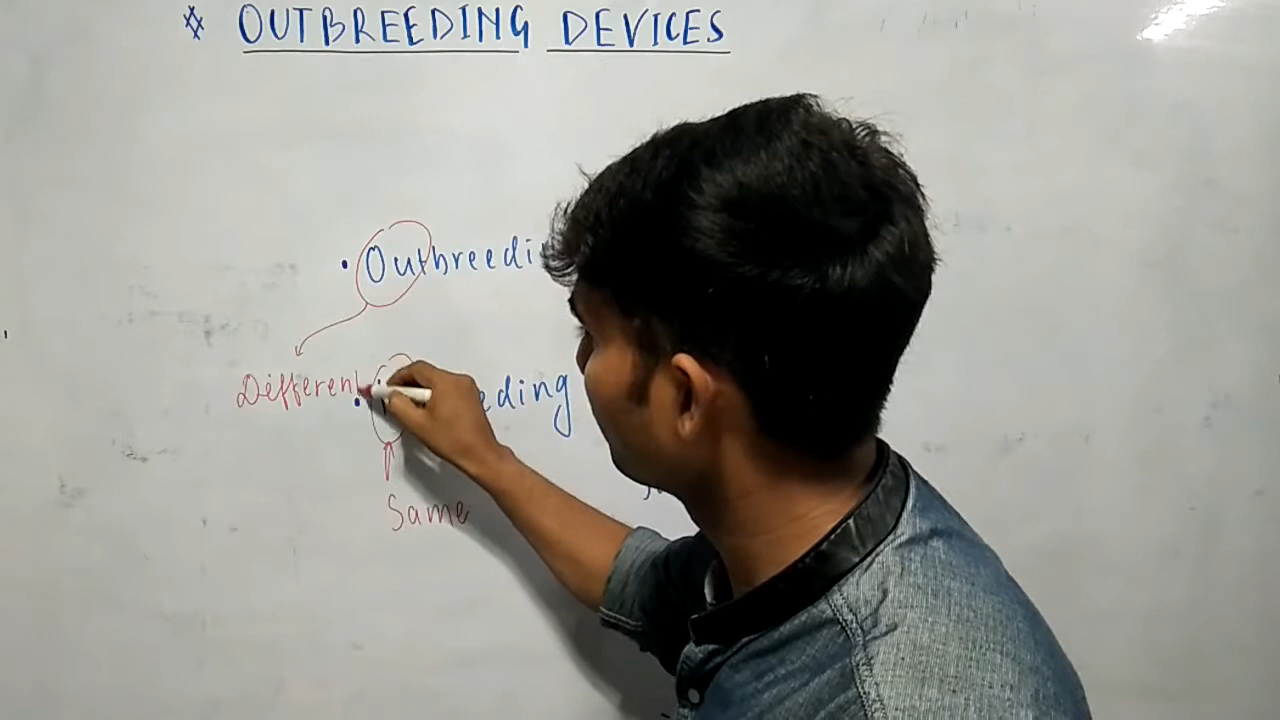 * OUTBREEDING DEVICES
• Outbreedi
Different
eding
Same